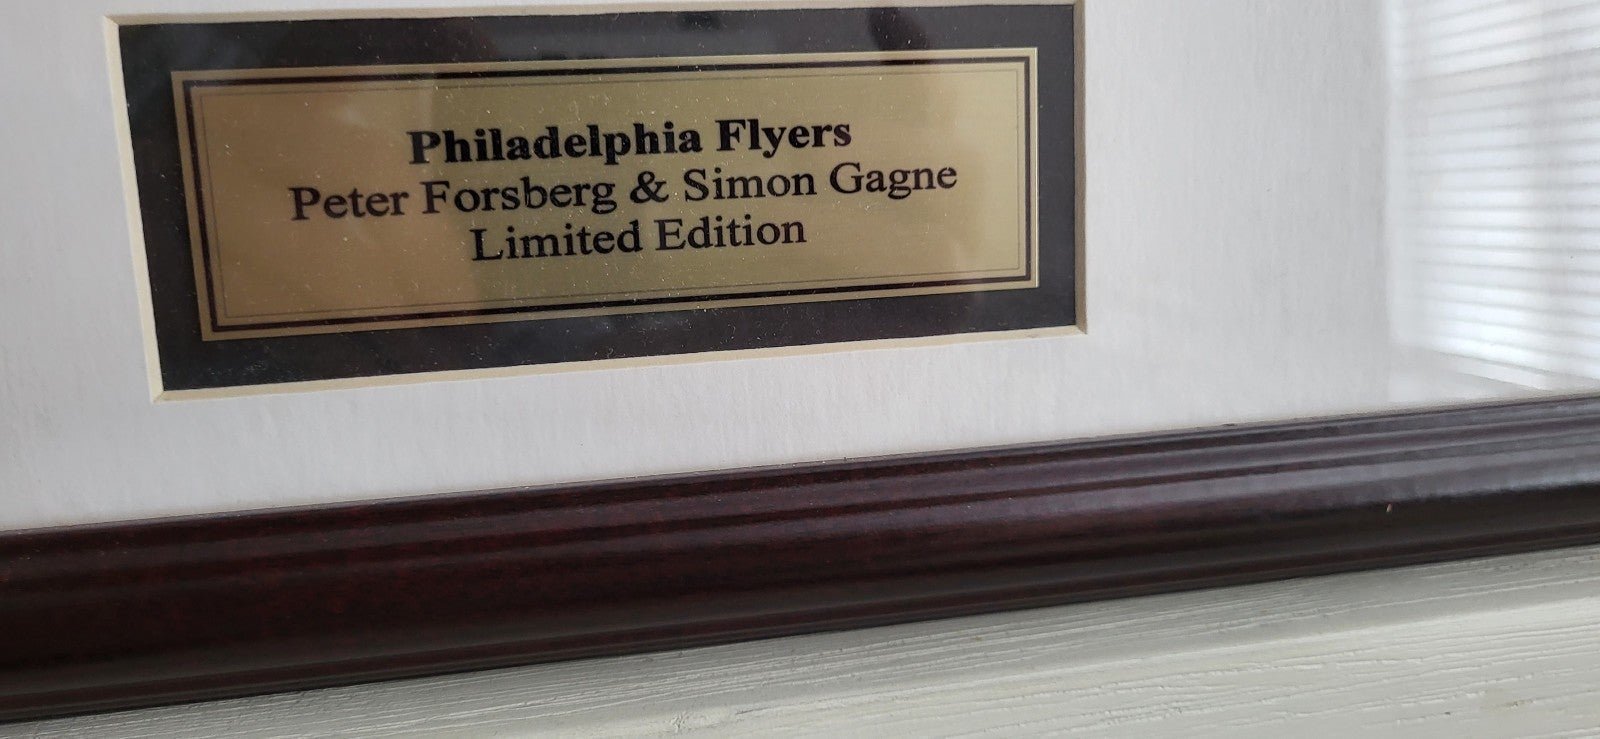 Philadelphia Flyers
Peter Forsberg & Simon Gagne
Limited Edition